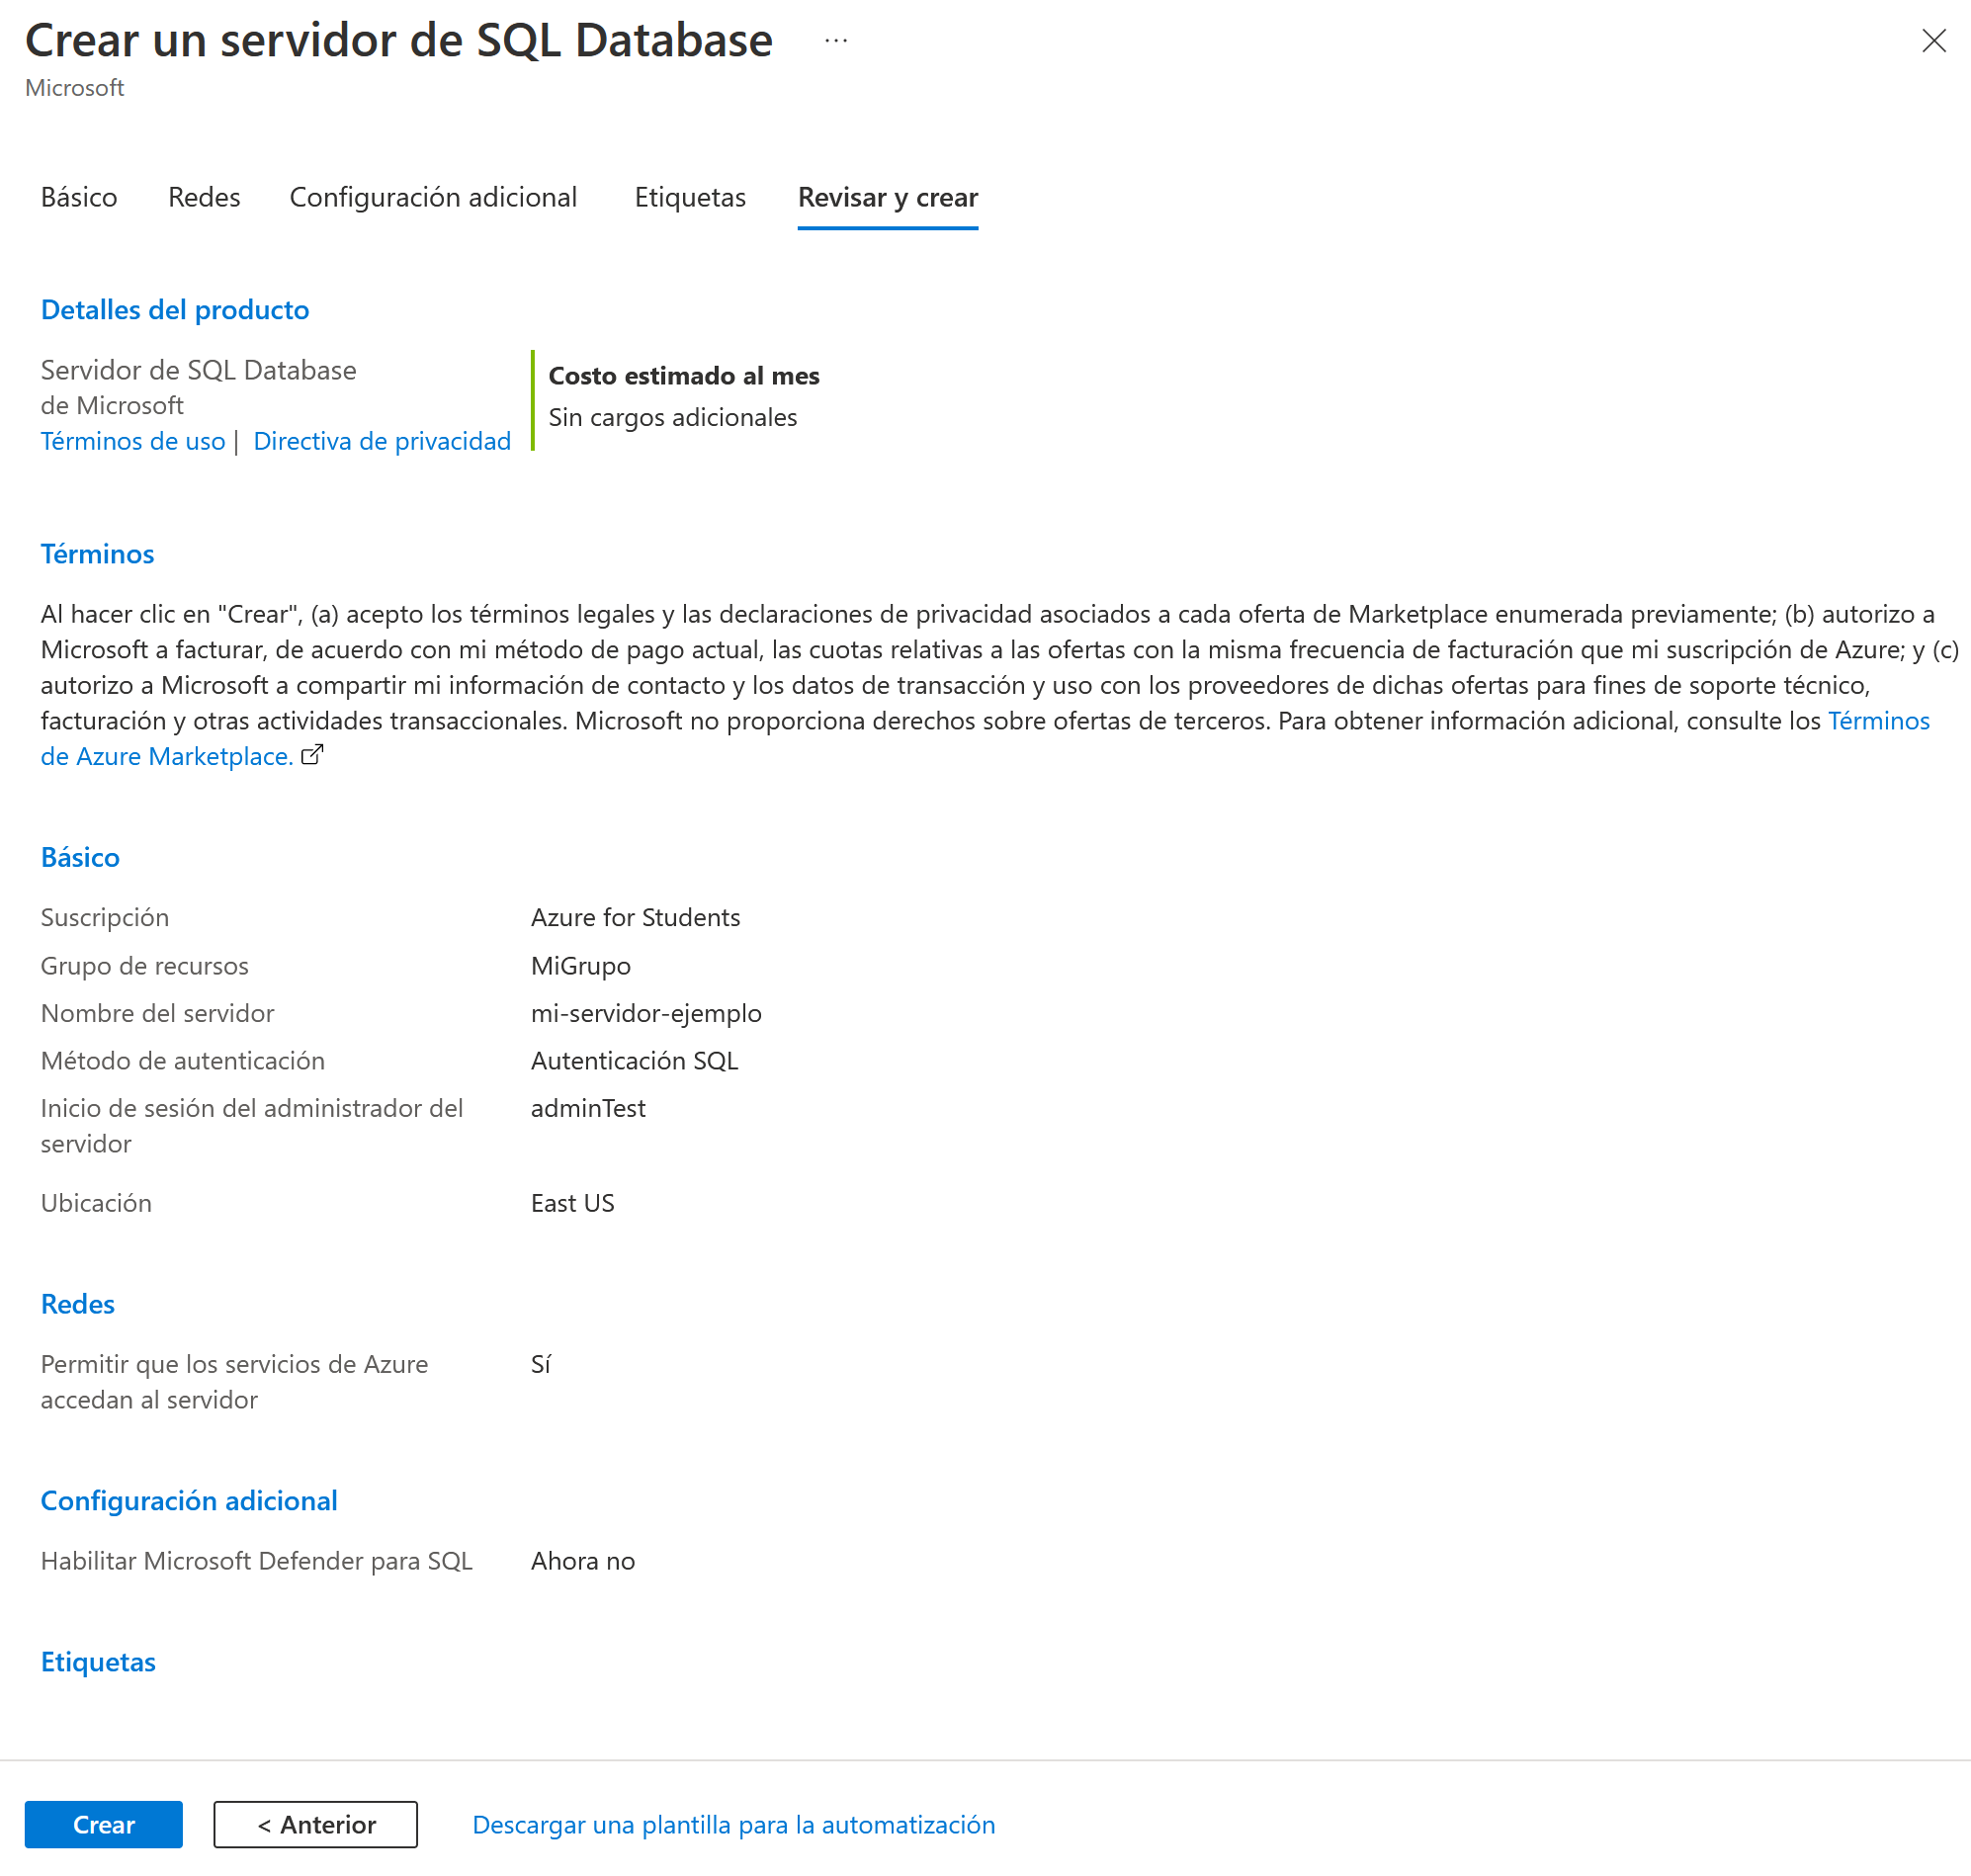 Crear un servidor de SQL Database ...
Microsoft
Básico Redes Configuración adicional Etiquetas Revisar y crear
Detalles del producto
Servidor de SQL Database
de Microsoft
Términos de uso | Directiva de privacidad
Costo estimado al mes
Sin cargos adicionales
Términos
Al hacer clic en "Crear", (a) acepto los términos legales y las declaraciones de privacidad asociados a cada oferta de Marketplace enumerada previamente; (b) autorizo a
Microsoft a facturar, de acuerdo con mi método de pago actual, las cuotas relativas a las ofertas con la misma frecuencia de facturación que mi suscripción de Azure; y (c)
autorizo a Microsoft a compartir mi información de contacto y los datos de transacción y uso con los proveedores de dichas ofertas para fines de soporte técnico,
facturación y otras actividades transaccionales. Microsoft no proporciona derechos sobre ofertas de terceros. Para obtener información adicional, consulte los Términos
de Azure Marketplace.
Básico
Suscripción Azure for Students
Grupo de recursos MiGrupo
Nombre del servidor mi-servidor-ejemplo
Método de autenticación Autenticación SQL
Inicio de sesión del administrador del adminTest
servidor
Ubicación East US
Redes
Permitir que los servicios de Azure Sí
accedan al servidor
Configuración adicional
Habilitar Microsoft Defender para SQL Ahora no
Etiquetas
Crear < Anterior Descargar una plantilla para la automatización